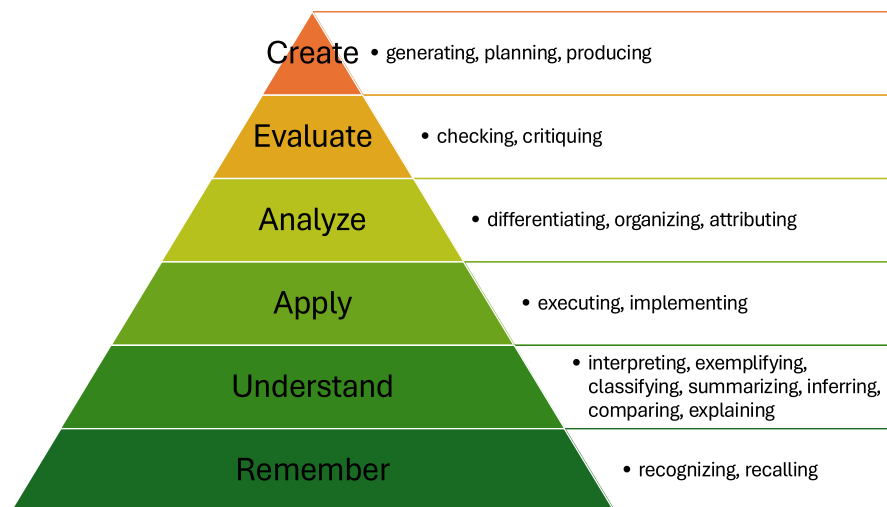 Create
• generating, planning, producing
Evaluate
• checking, critiquing
Analyze
• differentiating, organizing, attributing
Apply
• executing, implementing
Understand
• interpreting, exemplifying,
classifying, summarizing, inferring,
comparing, explaining
Remember
• recognizing, recalling